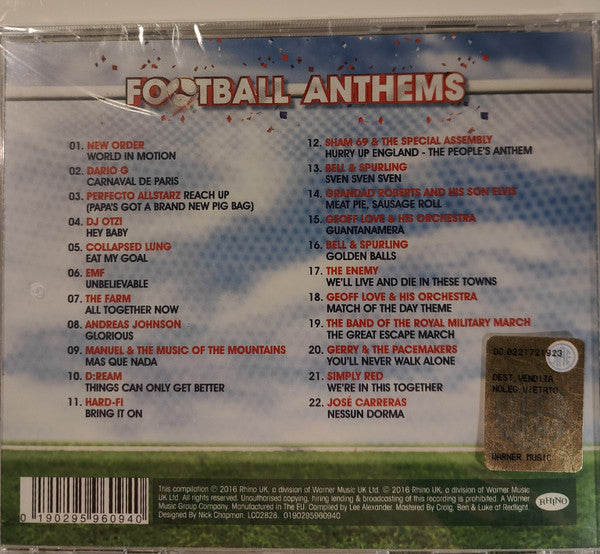 FOOTBALL ANTHEMS
01. NEW ORDER
WORLD IN MOTION
02. DARIO G
CARNAVAL DE PARIS
03. PERFECTO ALLSTARZ REACH UP
(PAPA'S GOT A BRAND NEW PIG BAG)
04. DJ OTZI
HEY BABY
05. COLLAPSED LUNG
EAT MY GOAL
06. EMF
UNBELIEVABLE
07. THE FARM
ALL TOGETHER NOW
08. ANDREAS JOHNSON
GLORIOUS
09. MANUEL & THE MUSIC OF THE MOUNTAINS
MAS QUE NADA
10. D:REAM
THINGS CAN ONLY GET BETTER
11. HARD-FI
BRING IT ON
12. SHAM 69 & THE SPECIAL ASSEMBLY
HURRY UP ENGLAND - THE PEOPLE'S ANTHEM
13. BELL & SPURLING
SVEN SVEN SVEN
14. GRANDAD ROBERTS AND HIS SON ELVIS
MEAT PIE, SAUSAGE ROLL
15. GEOFF LOVE & HIS ORCHESTRA
GUANTANAMERA
16. BELL & SPURLING
GOLDEN BALLS
17. THE ENEMY
WE'LL LIVE AND DIE IN THESE TOWNS
18. GEOFF LOVE & HIS ORCHESTRA
MATCH OF THE DAY THEME
19. THE BAND OF THE ROYAL MILITARY MARCH
THE GREAT ESCAPE MARCH
20. GERRY & THE PACEMAKERS
YOU'LL NEVER WALK ALONE
21. SIMPLY RED
WE'RE IN THIS TOGETHER
22. JOSÉ CARRERAS
NESSUN DORMA
DG 0221721923
DEST.VENDITA
NOLEG VIETATO
WARNER MUSIC
0 190295 960940
This compilation ℗ 2016 Rhino UK, a division of Warner Music UK Ltd. © 2016 Rhino UK, a division of Warner Music
UK Ltd. All rights reserved. Unauthorised copying, hiring lending & broadcasting of this recording is prohibited. A Warner
Music Group Company. Manufactured In The EU. Compiled by Lee Alexander. Mastered By Craig, Ben & Luke at Redlight.
Designed By Nick Chapman. LC02828. 0190295960940
RHINO